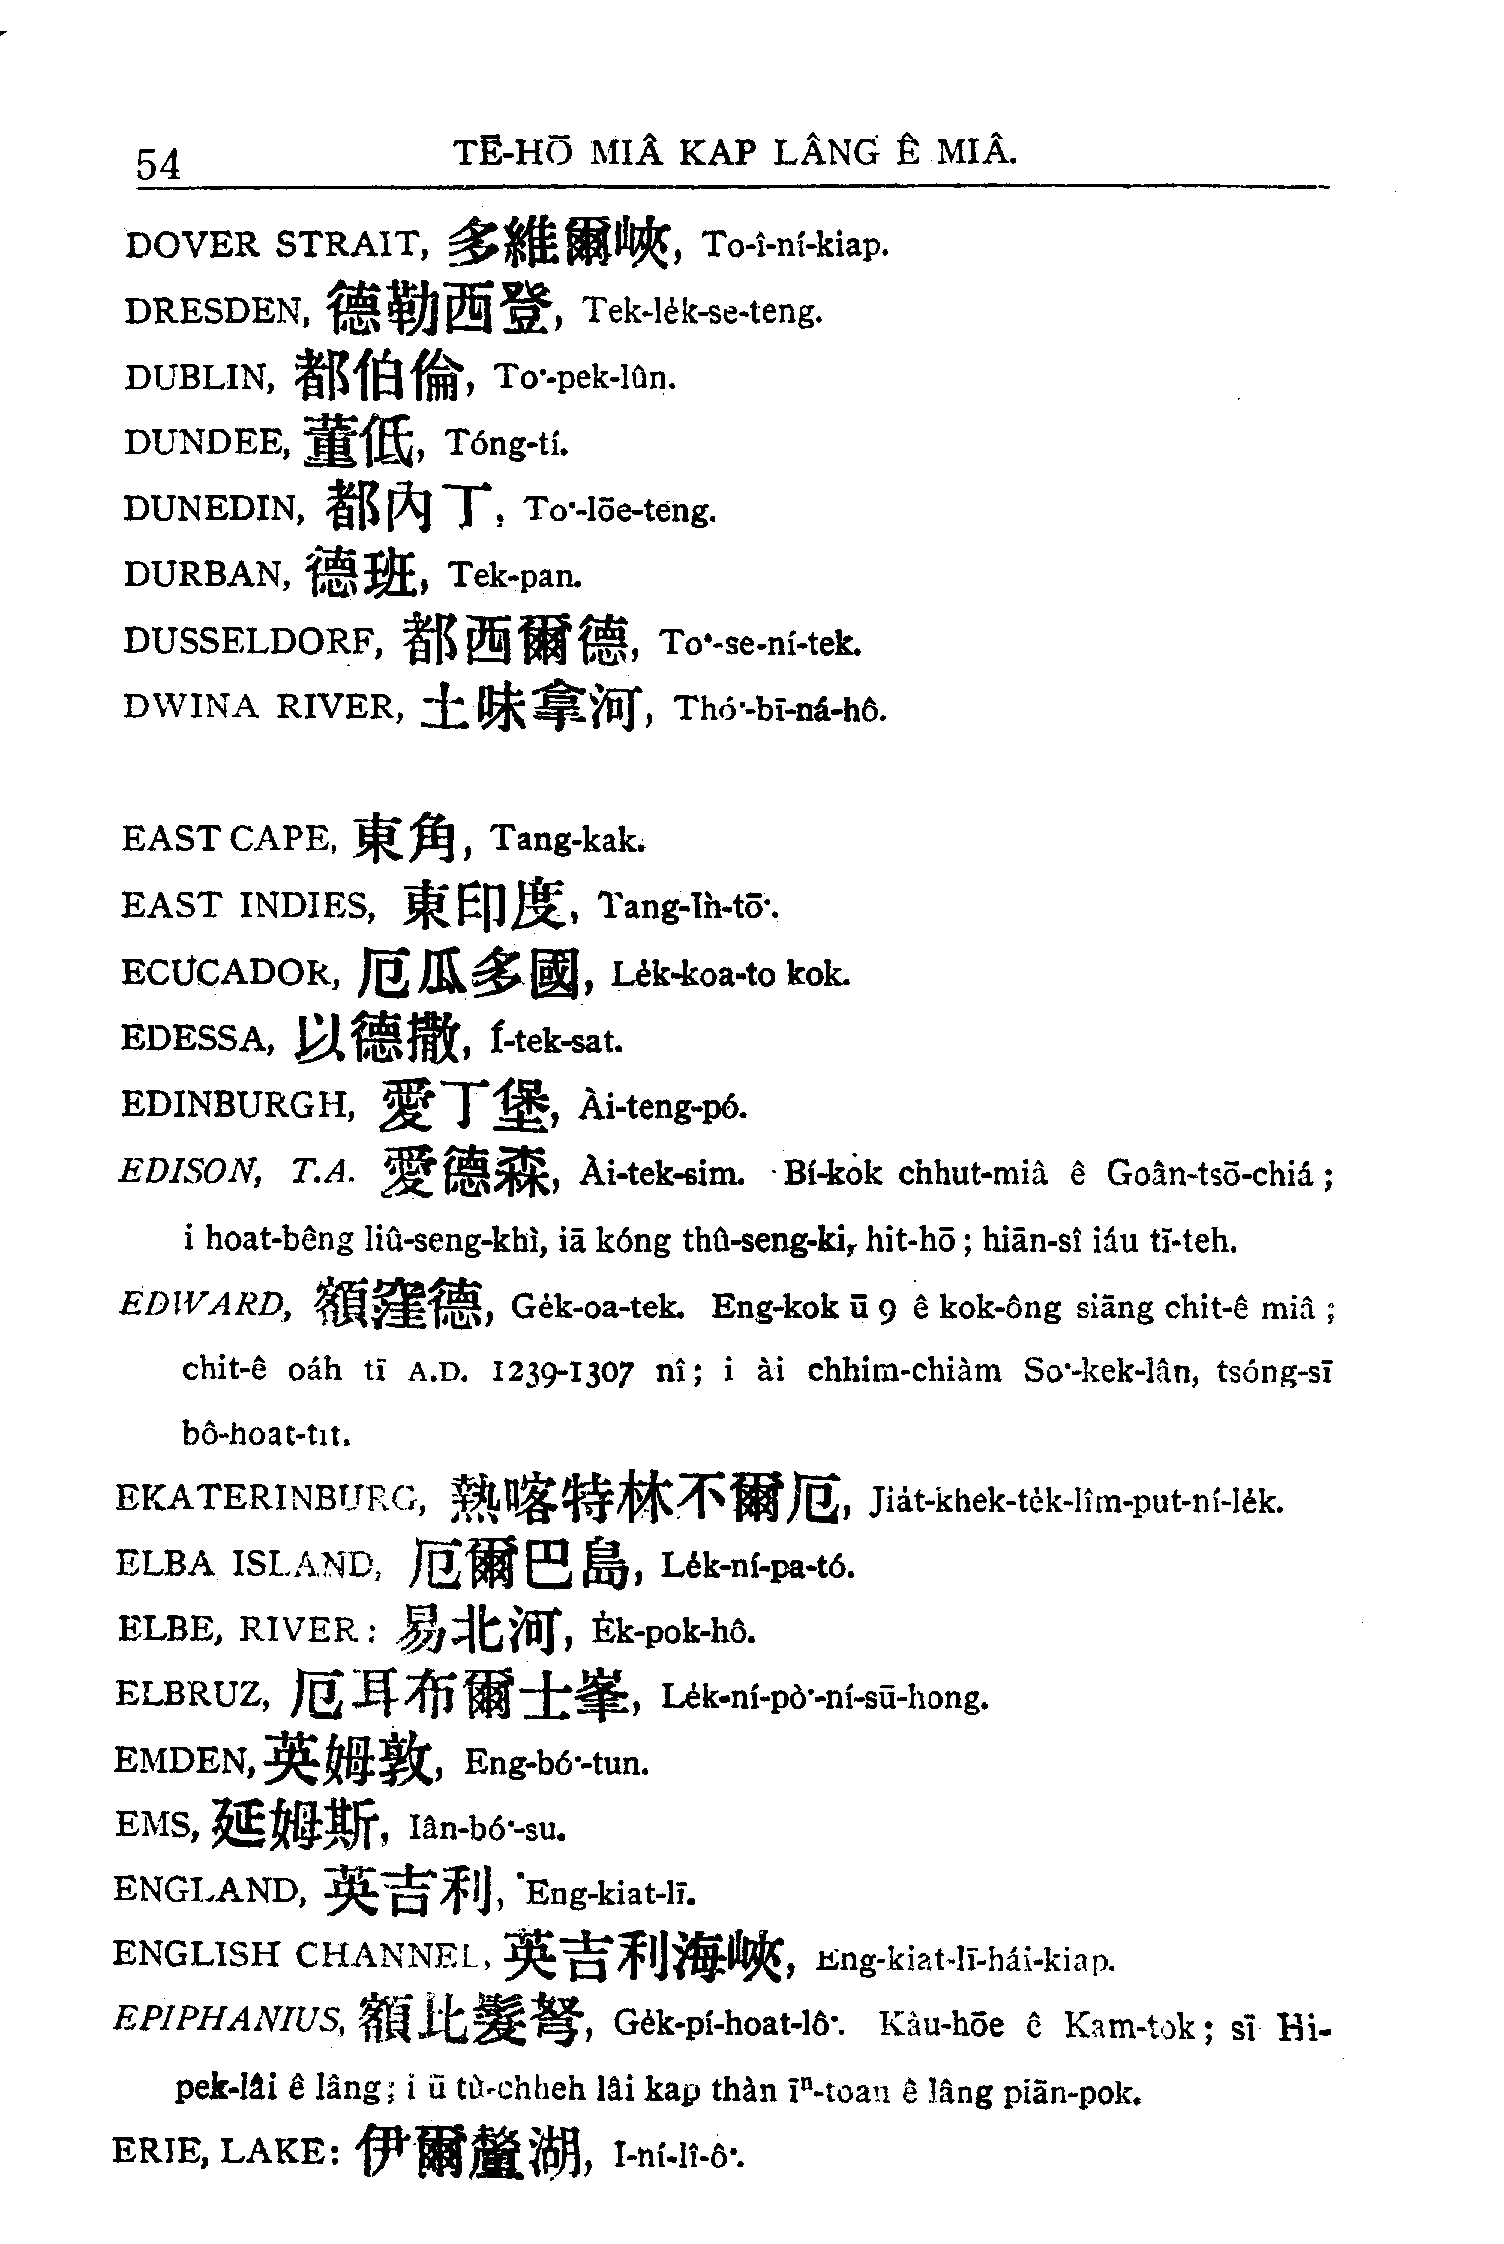 54 TĒ-HŌ MIÂ KAP LÂNG Ê MIÂ.
DOVER STRAIT, 多維爾峽, To-î-ní-kiap.
DRESDEN, 德勒西登, Tek-le̍k-se-teng.
DUBLIN, 都伯倫, To͘-pek-lûn.
DUNDEE, 董低, Tóng-tí.
DUNEDIN, 都內丁, To͘-lōe-teng.
DURBAN, 德班, Tek-pan.
DUSSELDORF, 都西爾德, To͘-se-ní-tek.
DWINA RIVER, 土味拿河, Thó͘-bī-ná-hô.
EAST CAPE, 東角, Tang-kak.
EAST INDIES, 東印度, Tang-Ìn-tō͘.
ECUCADOR, 厄瓜多國, Le̍k-koa-to kok.
EDESSA, 以德撒, Í-tek-sat.
EDINBURGH, 愛丁堡, Ài-teng-pó.
EDISON, T.A. 愛德森, Ài-tek-sim. Bí-kok chhut-miâ ê Goân-tsō-chiá;
i hoat-bêng liû-seng-khì, iā kóng thû-seng-ki, hit-hō; hiān-sî iáu tī-teh.
EDWARD, 額窪德, Ge̍k-oa-tek. Eng-kok ū 9 ê kok-ông siāng chit-ê miâ;
chit-ê oáh tī A.D. 1239-1307 nî; i ài chhim-chiàm So͘-kek-lân, tsóng-sī
bô-hoat-tit.
EKATERINBURG, 熱喀特林不爾厄, Jia̍t-khek-te̍k-lîm-put-ní-le̍k.
ELBA ISLAND, 厄爾巴島, Le̍k-ní-pa-tó.
ELBE, RIVER: 易北河, E̍k-pok-hô.
ELBRUZ, 厄耳布爾士峯, Le̍k-ní-pò͘-ní-sū-hong.
EMDEN, 英姆敦, Eng-bó͘-tun.
EMS, 延姆斯, Iân-bó͘-su.
ENGLAND, 英吉利, Eng-kiat-lī.
ENGLISH CHANNEL, 英吉利海峽, Eng-kiat-lī-hái-kiap.
EPIPHANIUS, 額比髮弩, Ge̍k-pí-hoat-lô͘. Kàu-hōe ê Kam-tok; sī Hi-
pek-lâi ê lâng; i ū tù-chheh lâi kap thàn īⁿ-toan ê lâng piān-pok.
ERIE, LAKE: 伊爾釐湖, I-ní-lî-ô͘.